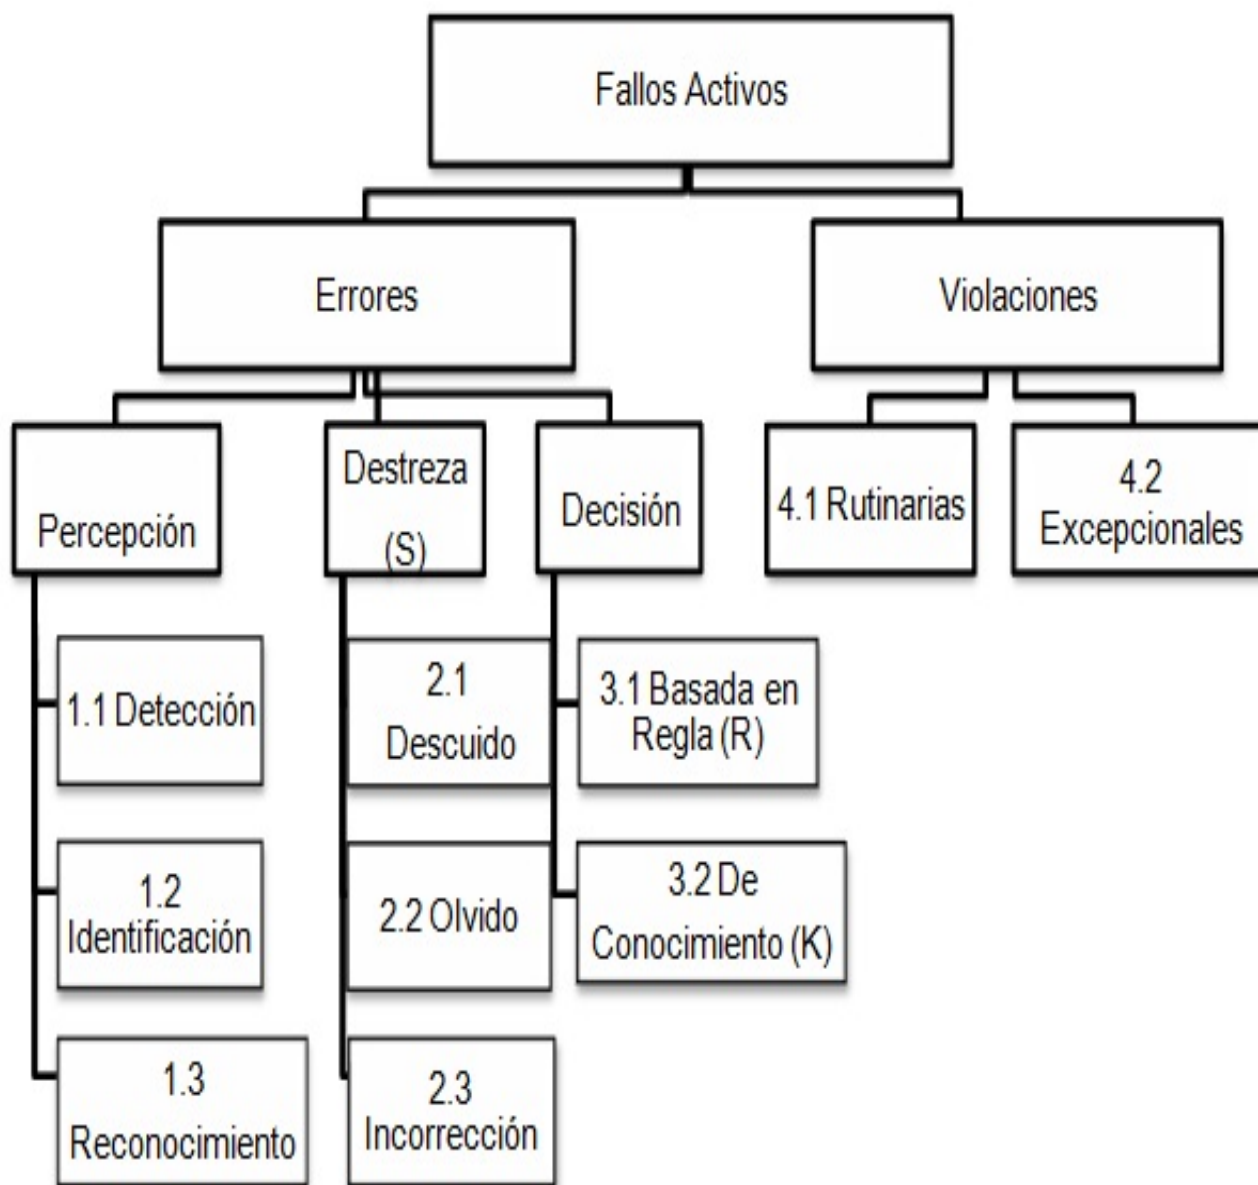 Fallos Activos
Errores
Violaciones
Percepción
Destreza
(S)
Decisión
4.1 Rutinarias
4.2
Excepcionales
1.1 Detección
1.2
Identificación
1.3
Reconocimiento
2.1
Descuido
2.2 Olvido
2.3
Incorrección
3.1 Basada en
Regla (R)
3.2 De
Conocimiento (K)